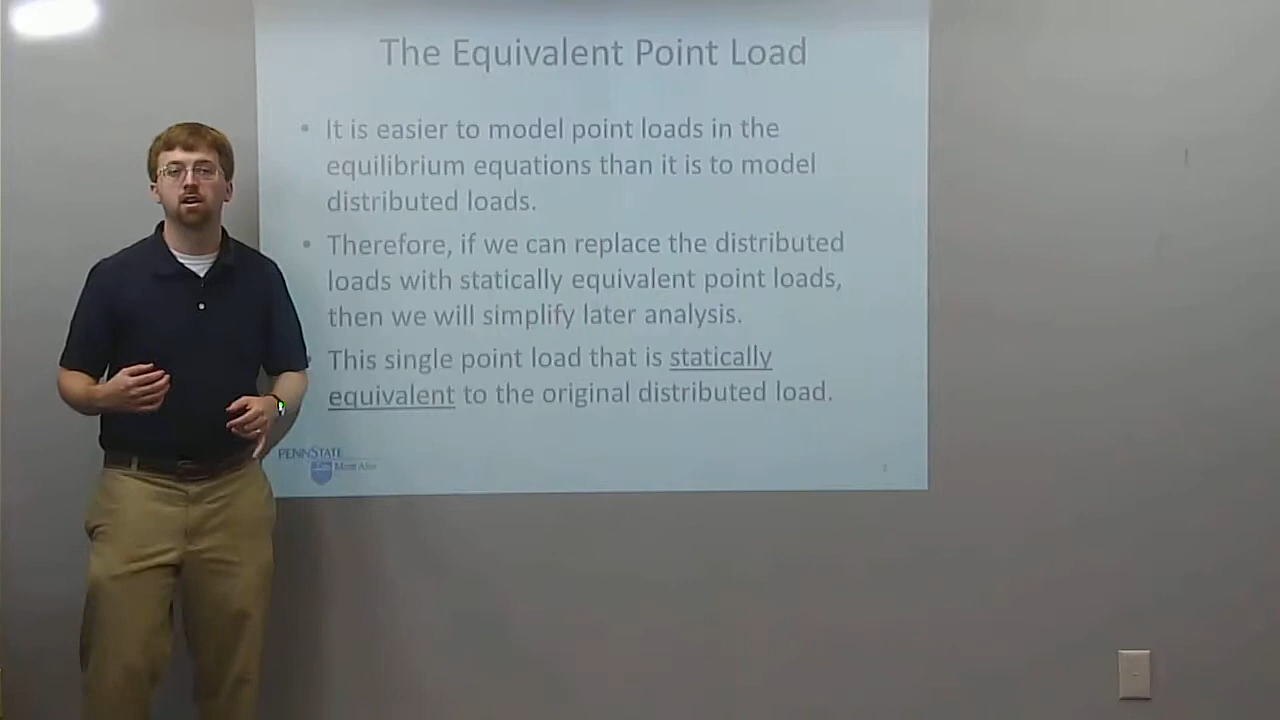 The Equivalent Point Load
• It is easier to model point loads in the
equilibrium equations than it is to model
distributed loads.
• Therefore, if we can replace the distributed
loads with statically equivalent point loads,
then we will simplify later analysis.
• This single point load that is statically
equivalent to the original distributed load.
PENNSTATE
Mont Alto